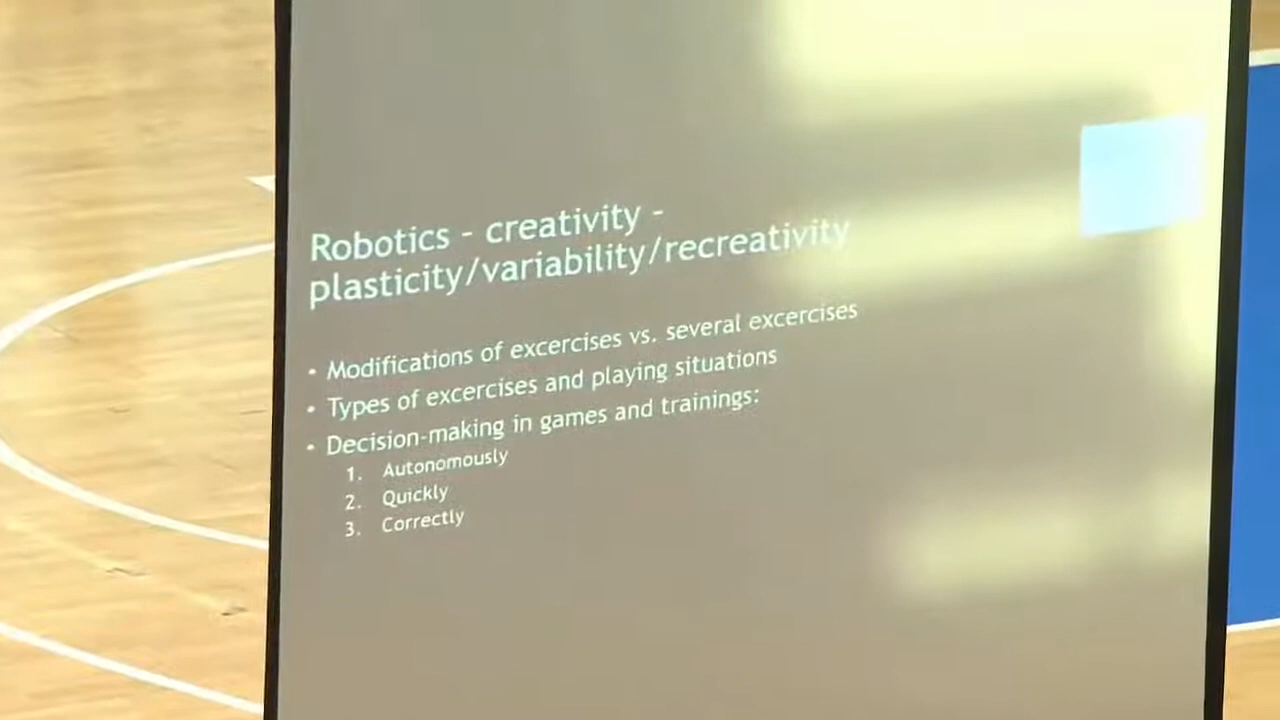 Robotics - creativity -
plasticity/variability/recreativity
• Modifications of excercises vs. several excercises
• Types of excercises and playing situations
• Decision-making in games and trainings:
1. Autonomously
2. Quickly
3. Correctly